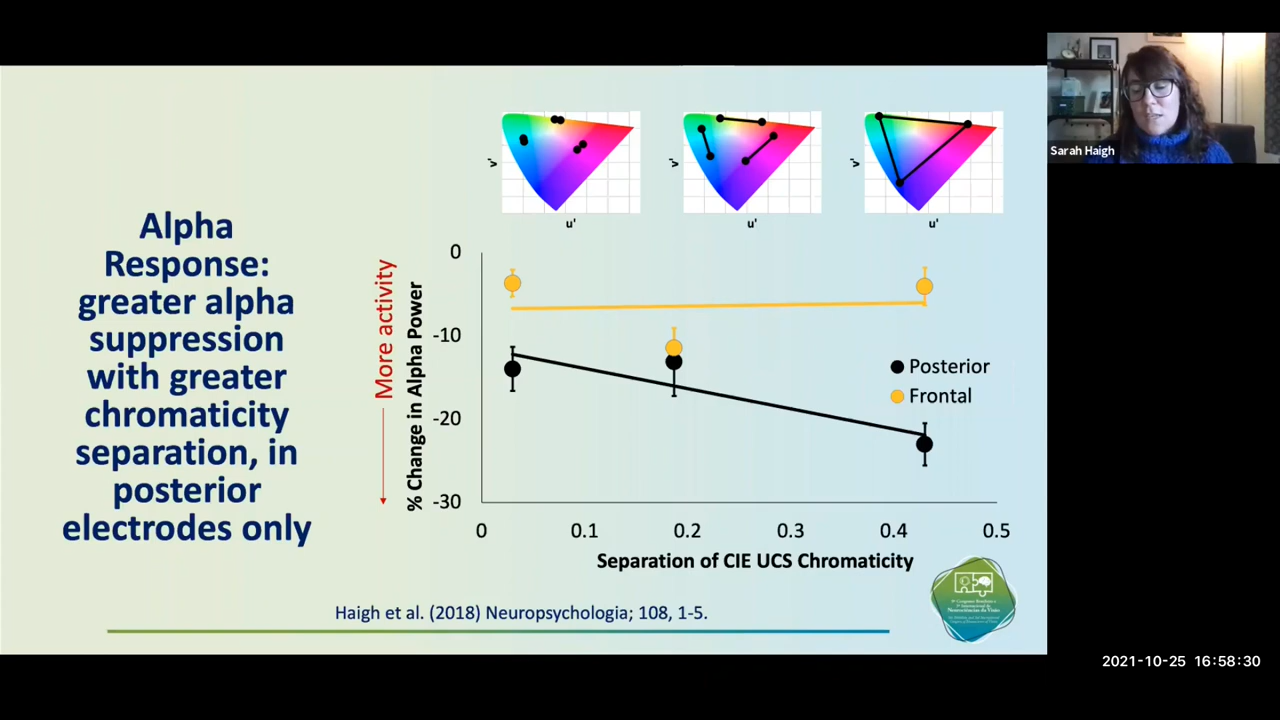 Sarah Haigh
v'
u'
v'
u'
v'
u'
Alpha
Response:
greater alpha
suppression
with greater
chromaticity
separation, in
posterior
electrodes only
More activity
% Change in Alpha Power
0
-10
-20
-30
Posterior
Frontal
0
0.1
0.2
0.3
0.4
0.5
Separation of CIE UCS Chromaticity
Haigh et al. (2018) Neuropsychologia; 108, 1-5.
2021-10-25 16:58:30